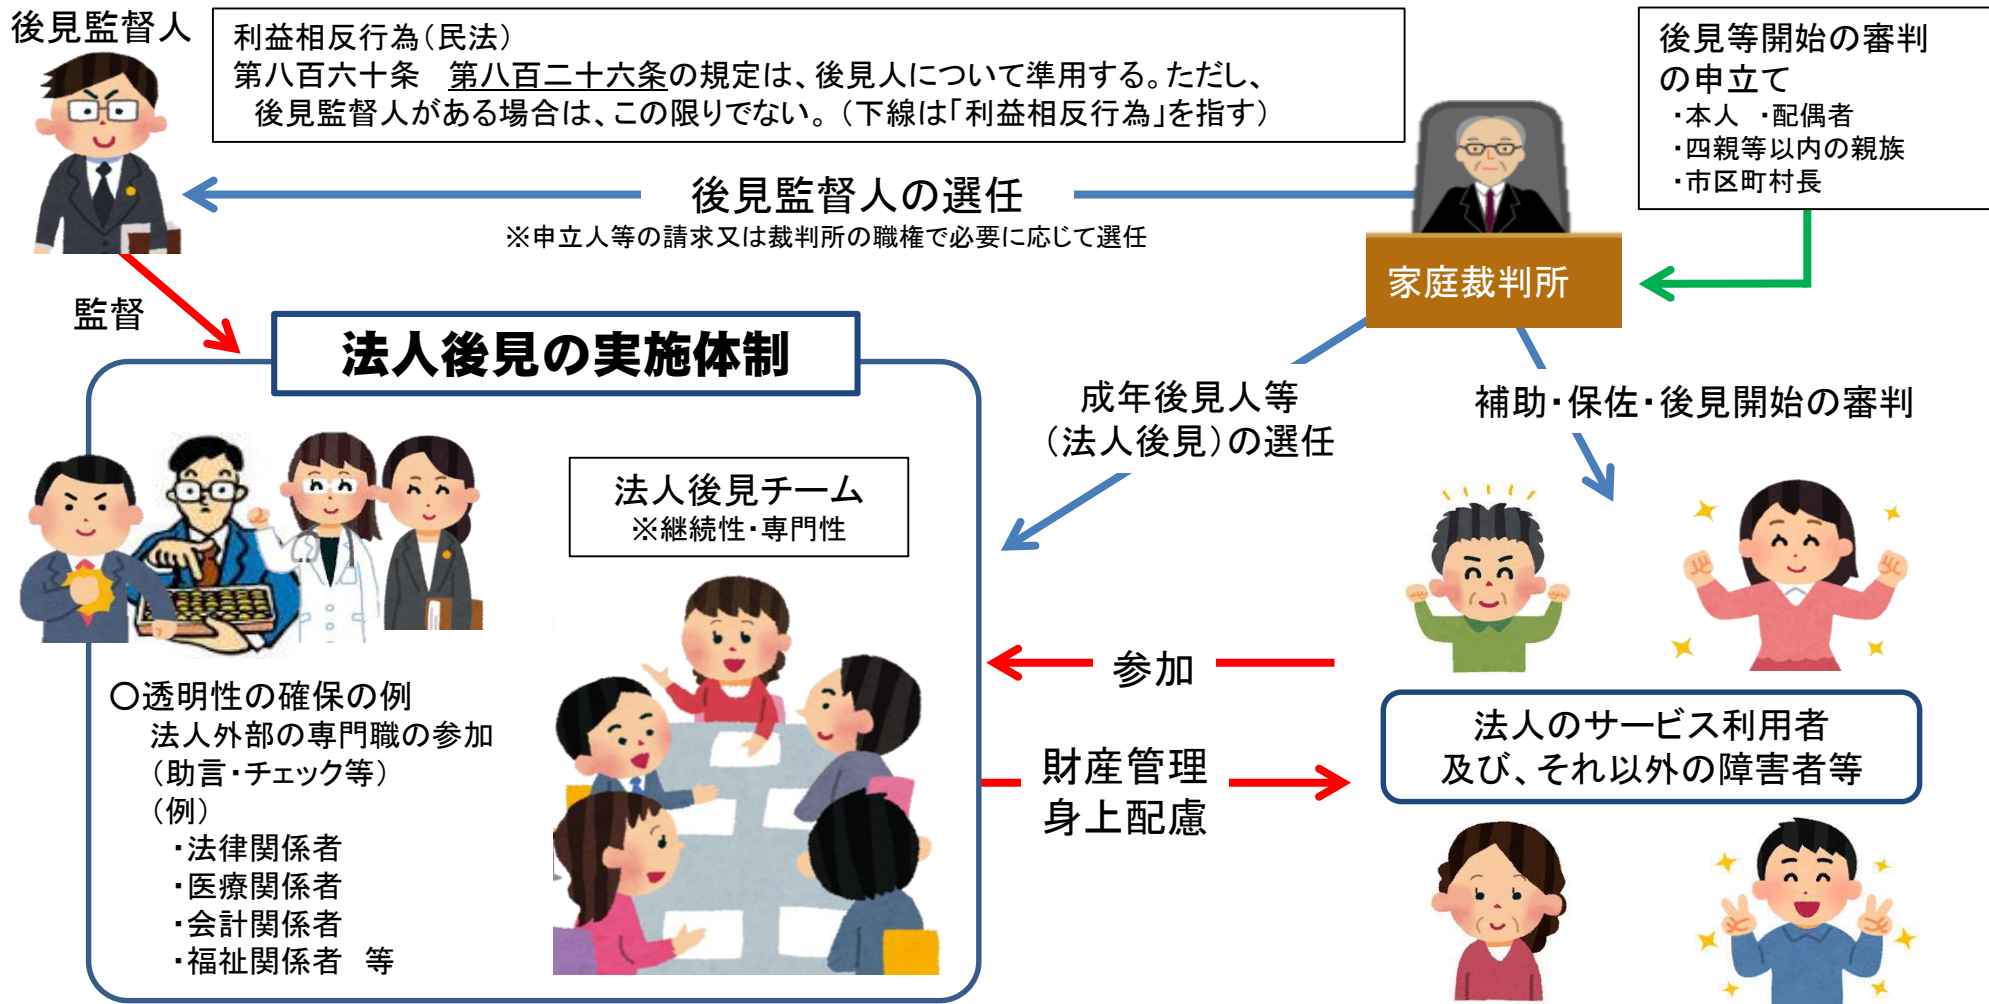 後見監督人
利益相反行為（民法）
第八百六十条　第八百二十六条の規定は、後見人について準用する。ただし、
後見監督人がある場合は、この限りでない。（下線は「利益相反行為」を指す）
後見等開始の審判
の申立て
・本人　・配偶者
・四親等以内の親族
・市区町村長
後見監督人の選任
※申立人等の請求又は裁判所の職権で必要に応じて選任
家庭裁判所
監督
法人後見の実施体制
成年後見人等
（法人後見）の選任
補助・保佐・後見開始の審判
法人後見チーム
※継続性・専門性
参加
〇透明性の確保の例
法人外部の専門職の参加
（助言・チェック等）
（例）
・法律関係者
・医療関係者
・会計関係者
・福祉関係者　等
財産管理
身上配慮
法人のサービス利用者
及び、それ以外の障害者等